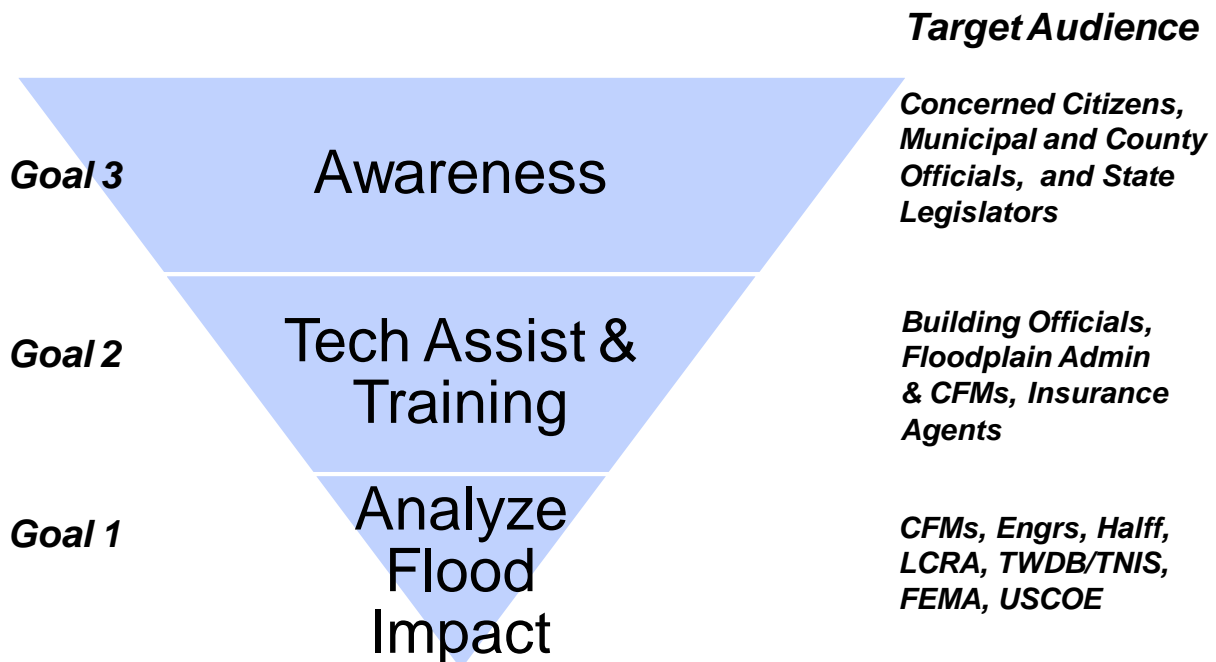 Target Audience
Goal 3
Awareness
Concerned Citizens,
Municipal and County
Officials, and State
Legislators
Goal 2
Tech Assist &
Training
Building Officials,
Floodplain Admin
& CFMs, Insurance
Agents
Goal 1
Analyze
Flood
Impact
CFMs, Engrs, Halff,
LCRA, TWDB/TNIS,
FEMA, USCOE